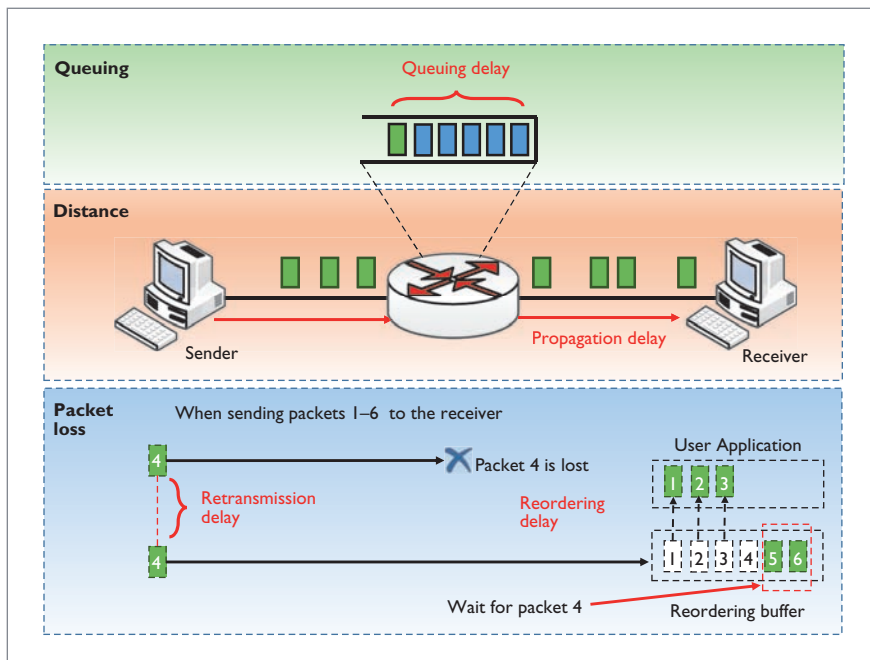 Queuing
Queuing delay
Distance
Sender
Propagation delay
Receiver
Packet
loss
When sending packets 1–6 to the receiver
4
Packet 4 is lost
User Application
1 2 3
Retransmission
delay
Reordering
delay
4
1 2 3 4 5 6
Wait for packet 4
Reordering buffer